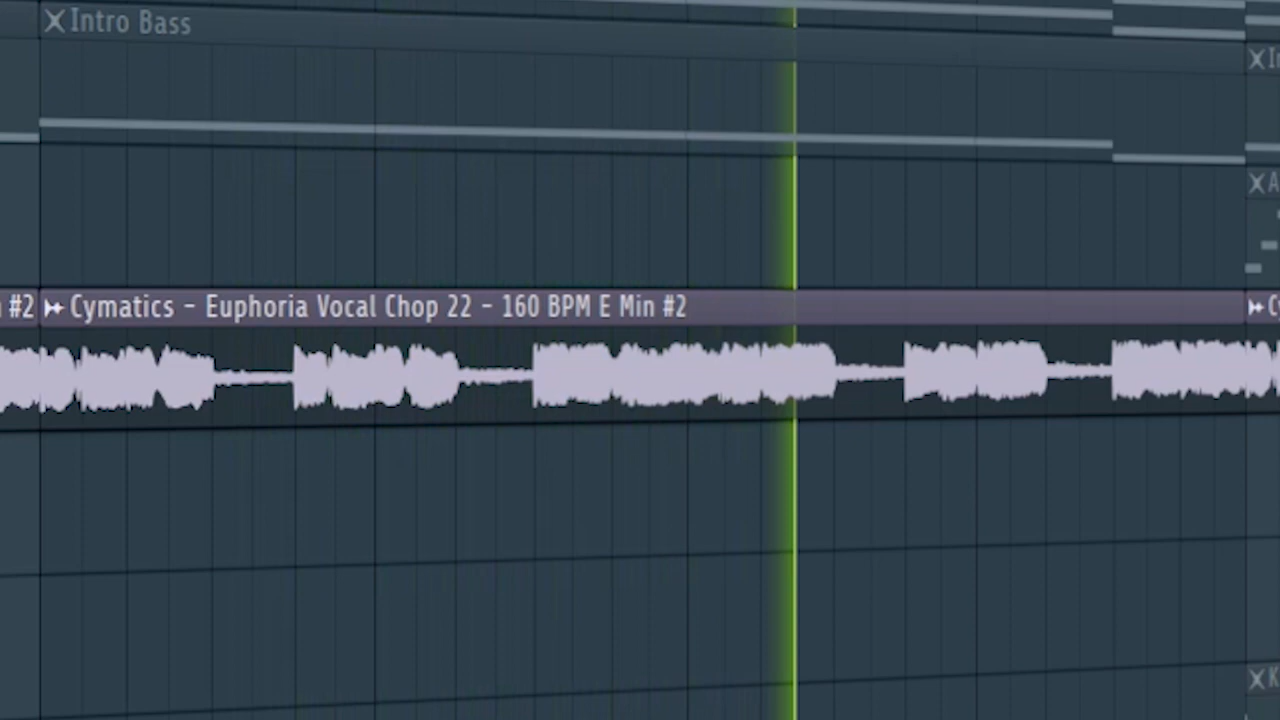 Intro Bass
#2
Cymatics - Euphoria Vocal Chop 22 - 160 BPM E Min #2